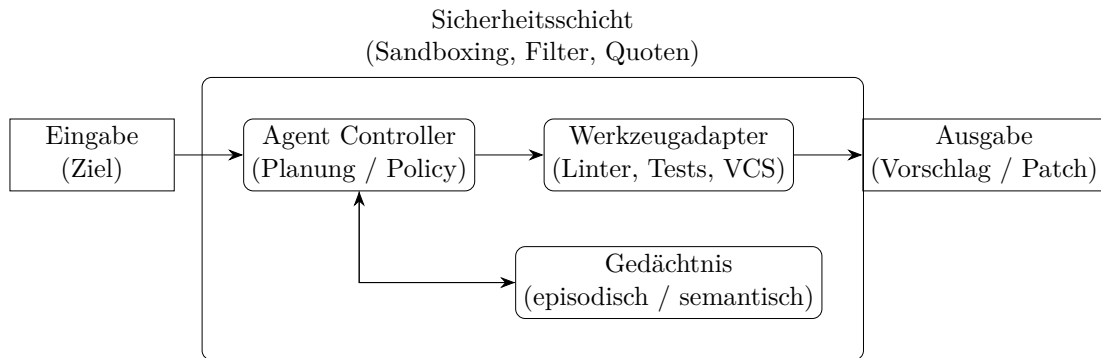 Sicherheitsschicht
(Sandboxing, Filter, Quoten)
Eingabe
(Ziel)
Agent Controller
(Planung / Policy)
Werkzeugadapter
(Linter, Tests, VCS)
Ausgabe
(Vorschlag / Patch)
Gedächtnis
(episodisch / semantisch)